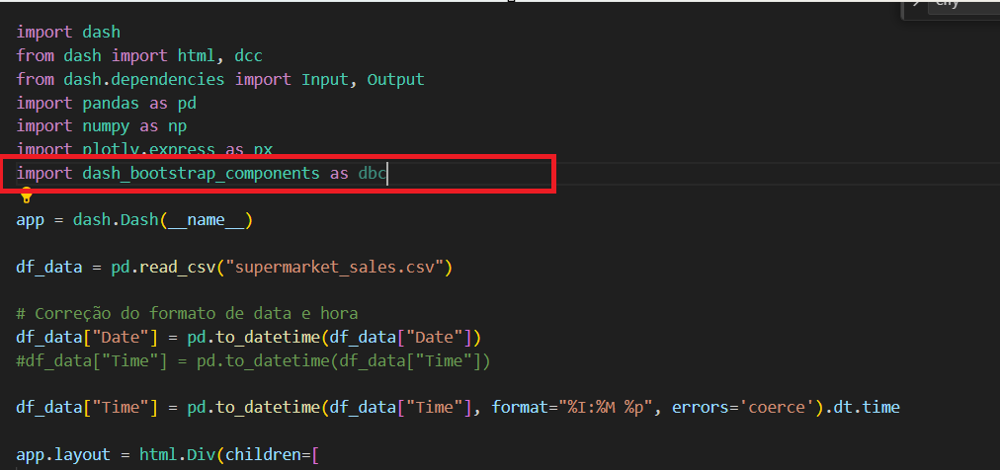 import dash
from dash import html, dcc
from dash.dependencies import Input, Output
import pandas as pd
import numpy as np
import plotly.express as px
import dash_bootstrap_components as dbc
app = dash.Dash(__name__)
df_data = pd.read_csv("supermarket_sales.csv")
# Correção do formato de data e hora
df_data["Date"] = pd.to_datetime(df_data["Date"])
#df_data["Time"] = pd.to_datetime(df_data["Time"])
df_data["Time"] = pd.to_datetime(df_data["Time"], format="%I:%M %p", errors='coerce').dt.time
app.layout = html.Div(children=[